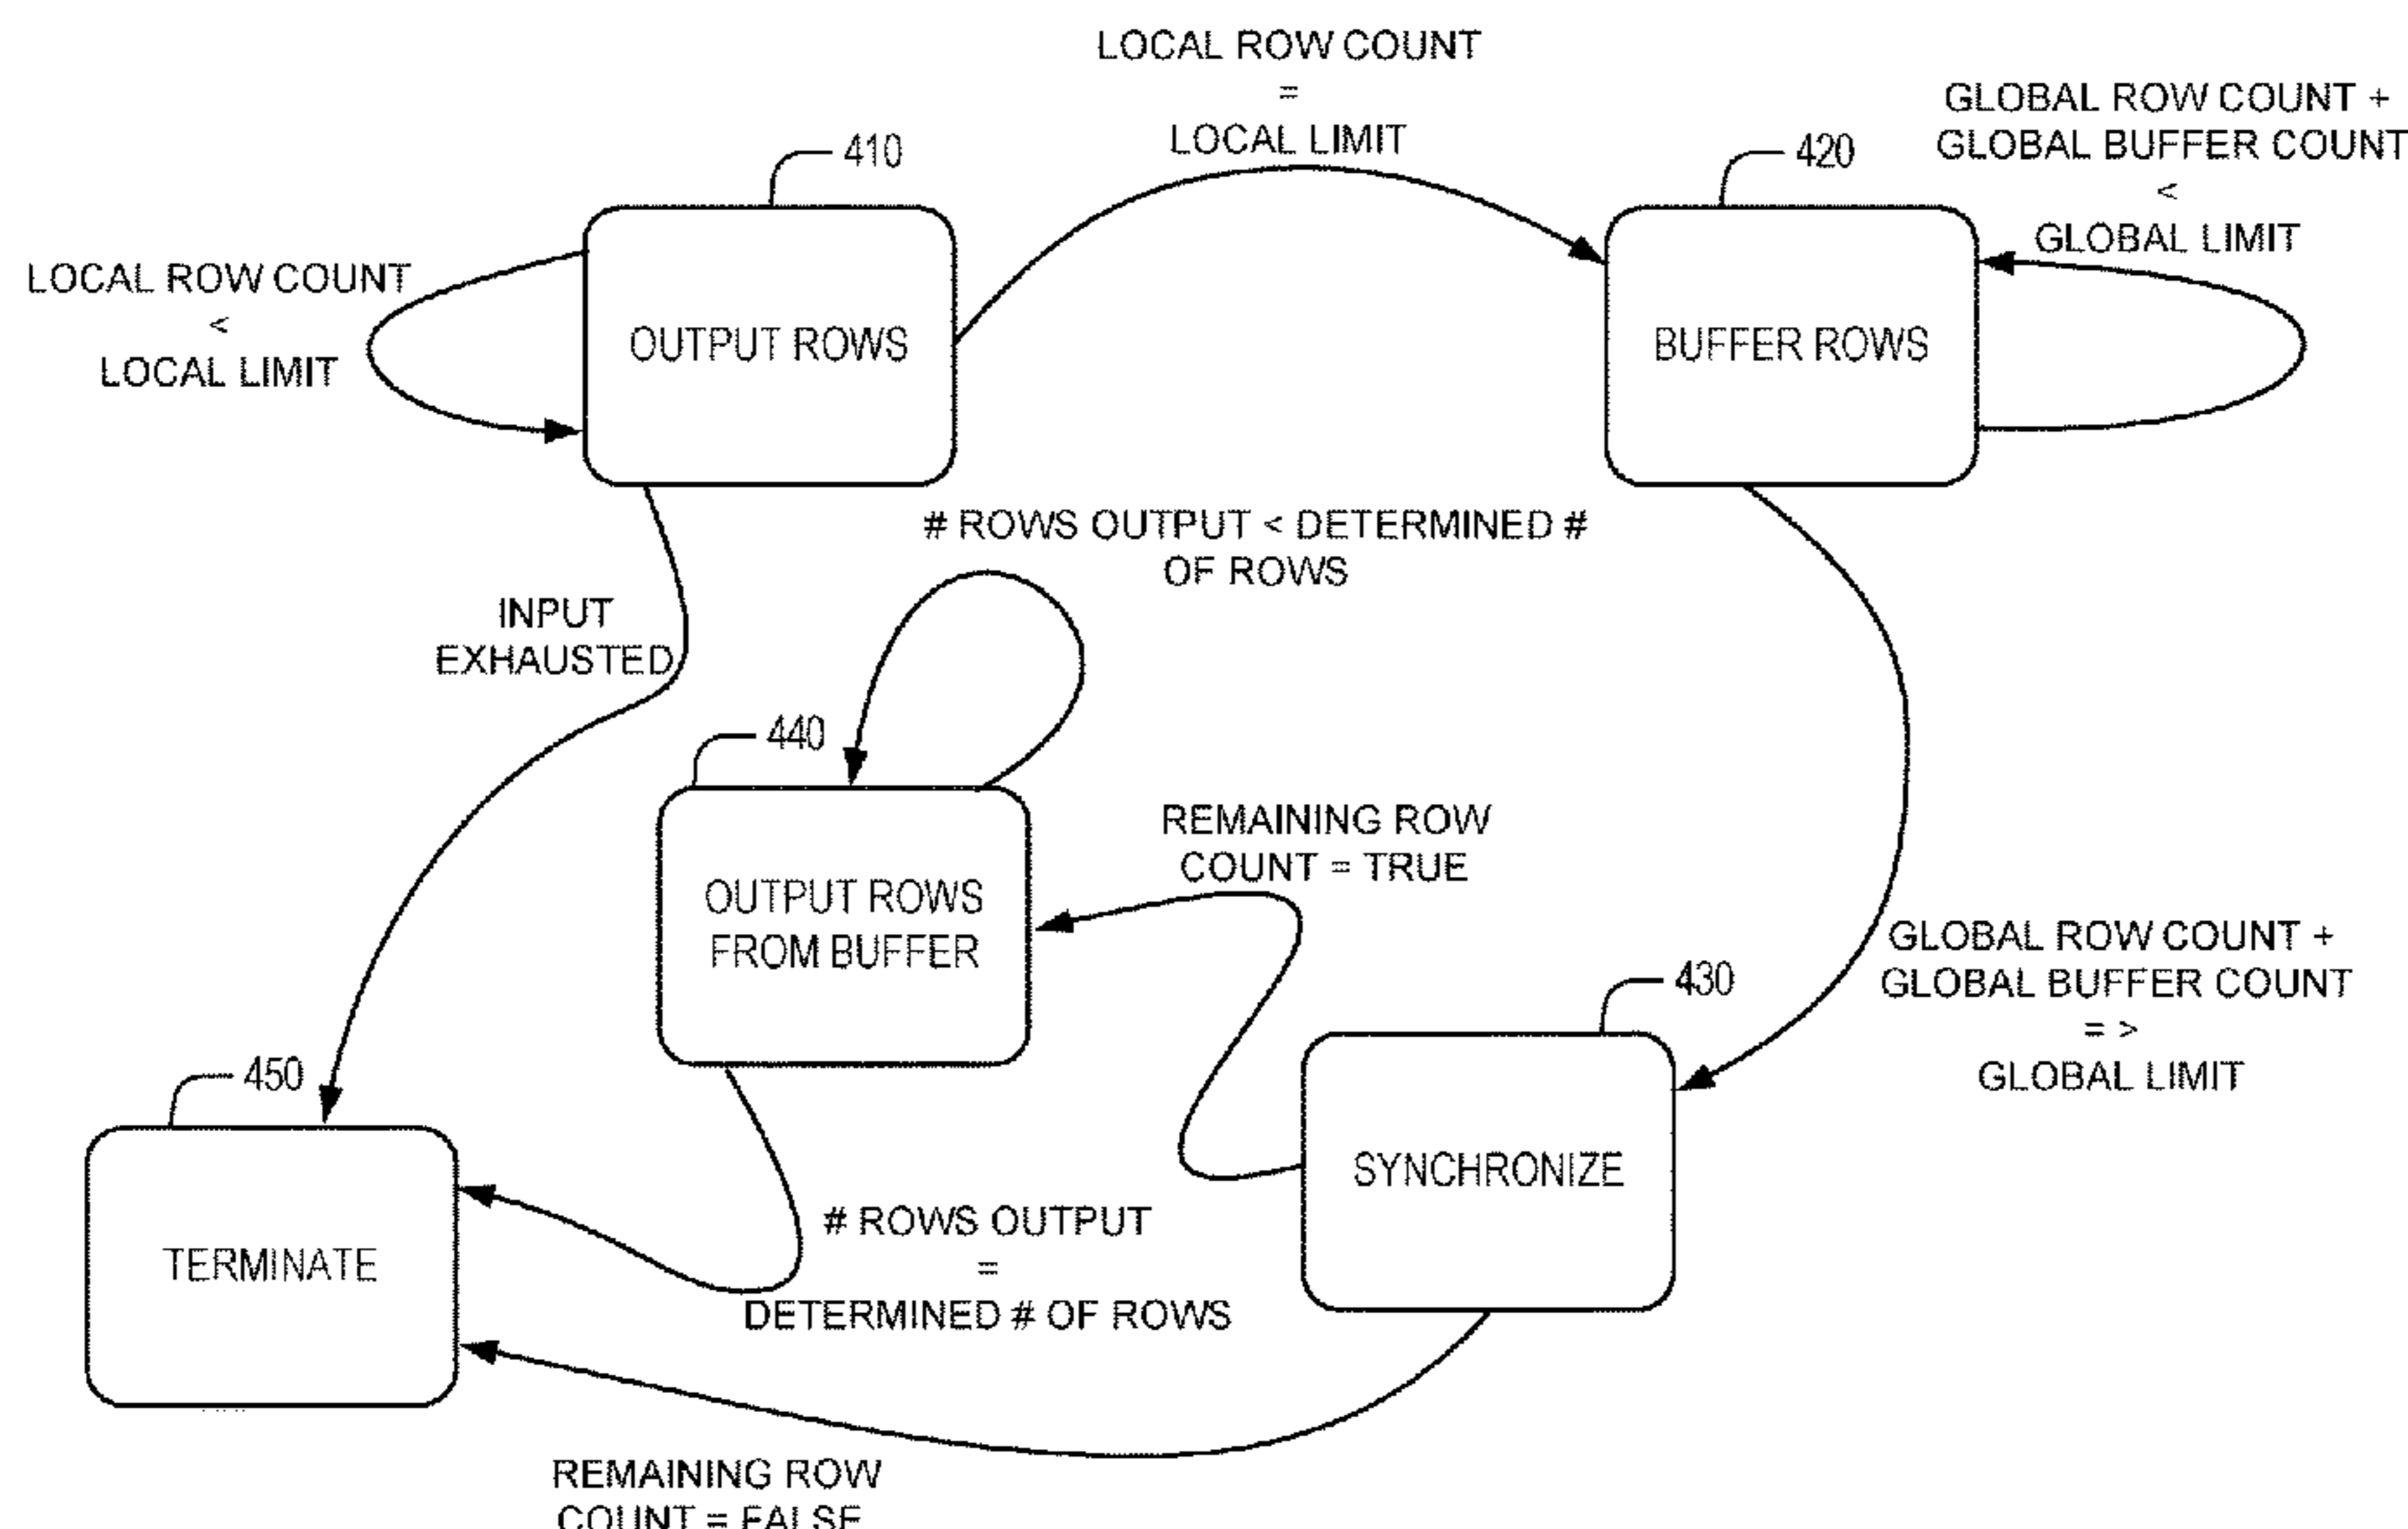 LOCAL ROW COUNT
=
LOCAL LIMIT
GLOBAL ROW COUNT +
GLOBAL BUFFER COUNT
<
GLOBAL LIMIT
410
420
LOCAL ROW COUNT
<
LOCAL LIMIT
OUTPUT ROWS
BUFFER ROWS
# ROWS OUTPUT < DETERMINED #
OF ROWS
INPUT
EXHAUSTED
440
REMAINING ROW
COUNT = TRUE
OUTPUT ROWS
FROM BUFFER
GLOBAL ROW COUNT +
GLOBAL BUFFER COUNT
= >
GLOBAL LIMIT
430
450
SYNCHRONIZE
# ROWS OUTPUT
=
DETERMINED # OF ROWS
TERMINATE
REMAINING ROW
COUNT = FALSE